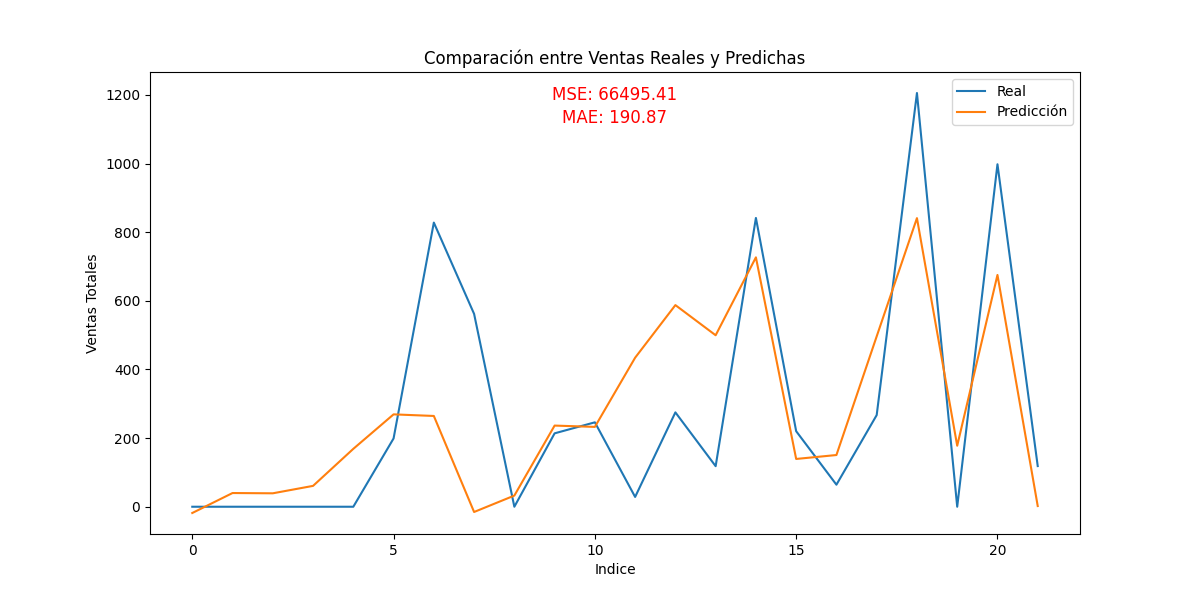 Comparación entre Ventas Reales y Predichas
MSE: 66495.41
MAE: 190.87
Real
Predicción
Ventas Totales
1200
1000
800
600
400
200
0
0
5
10
15
20
Indice